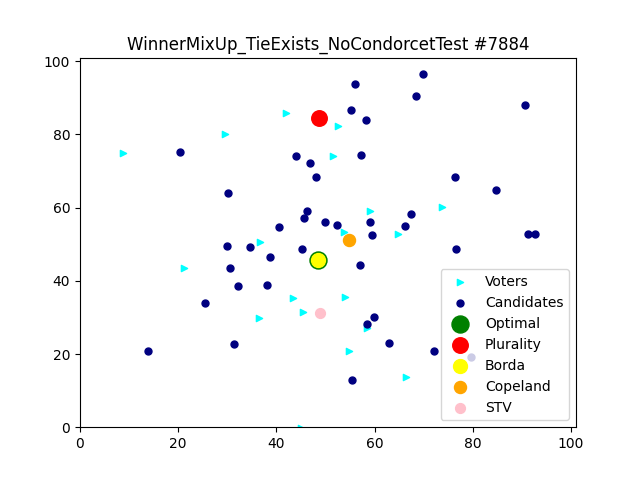 WinnerMixUp_TieExists_NoCondorcetTest #7884
100
80
60
40
20
0
0 20 40 60 80 100
Voters
Candidates
Optimal
Plurality
Borda
Copeland
STV